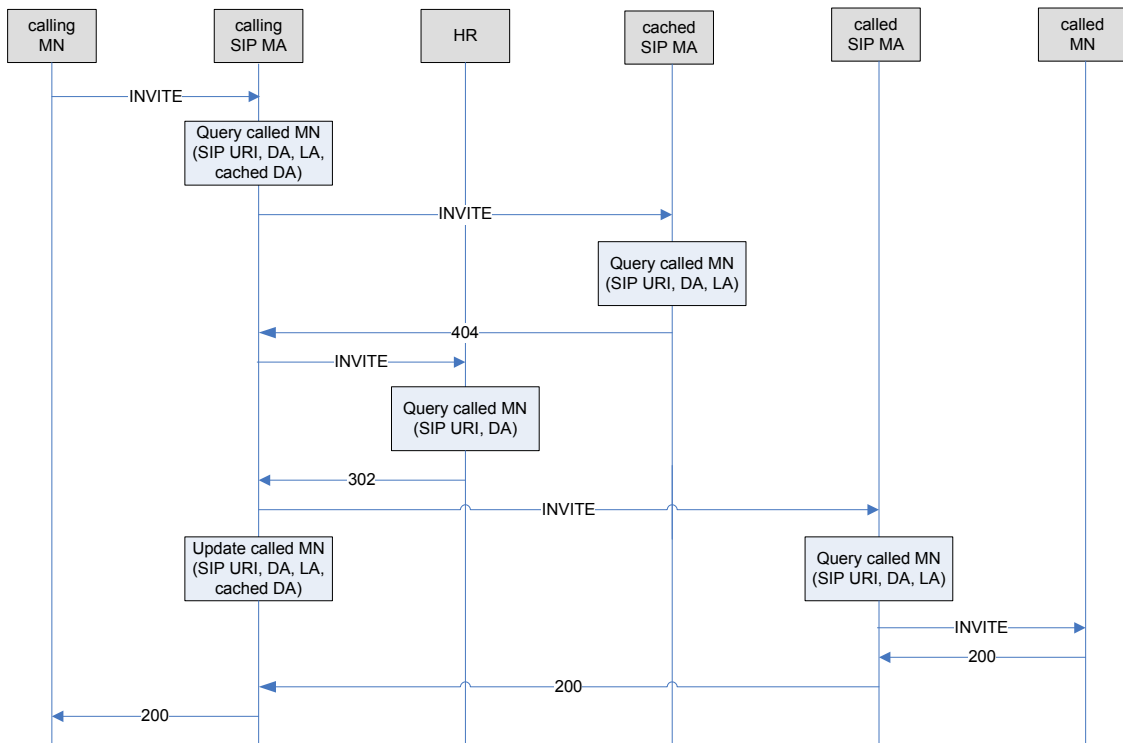 calling
MN
calling
SIP MA
HR
cached
SIP MA
called
SIP MA
called
MN
INVITE
Query called MN
(SIP URI, DA, LA,
cached DA)
INVITE
Query called MN
(SIP URI, DA, LA)
404
INVITE
Query called MN
(SIP URI, DA)
302
INVITE
Update called MN
(SIP URI, DA, LA,
cached DA)
Query called MN
(SIP URI, DA, LA)
INVITE
200
200
200